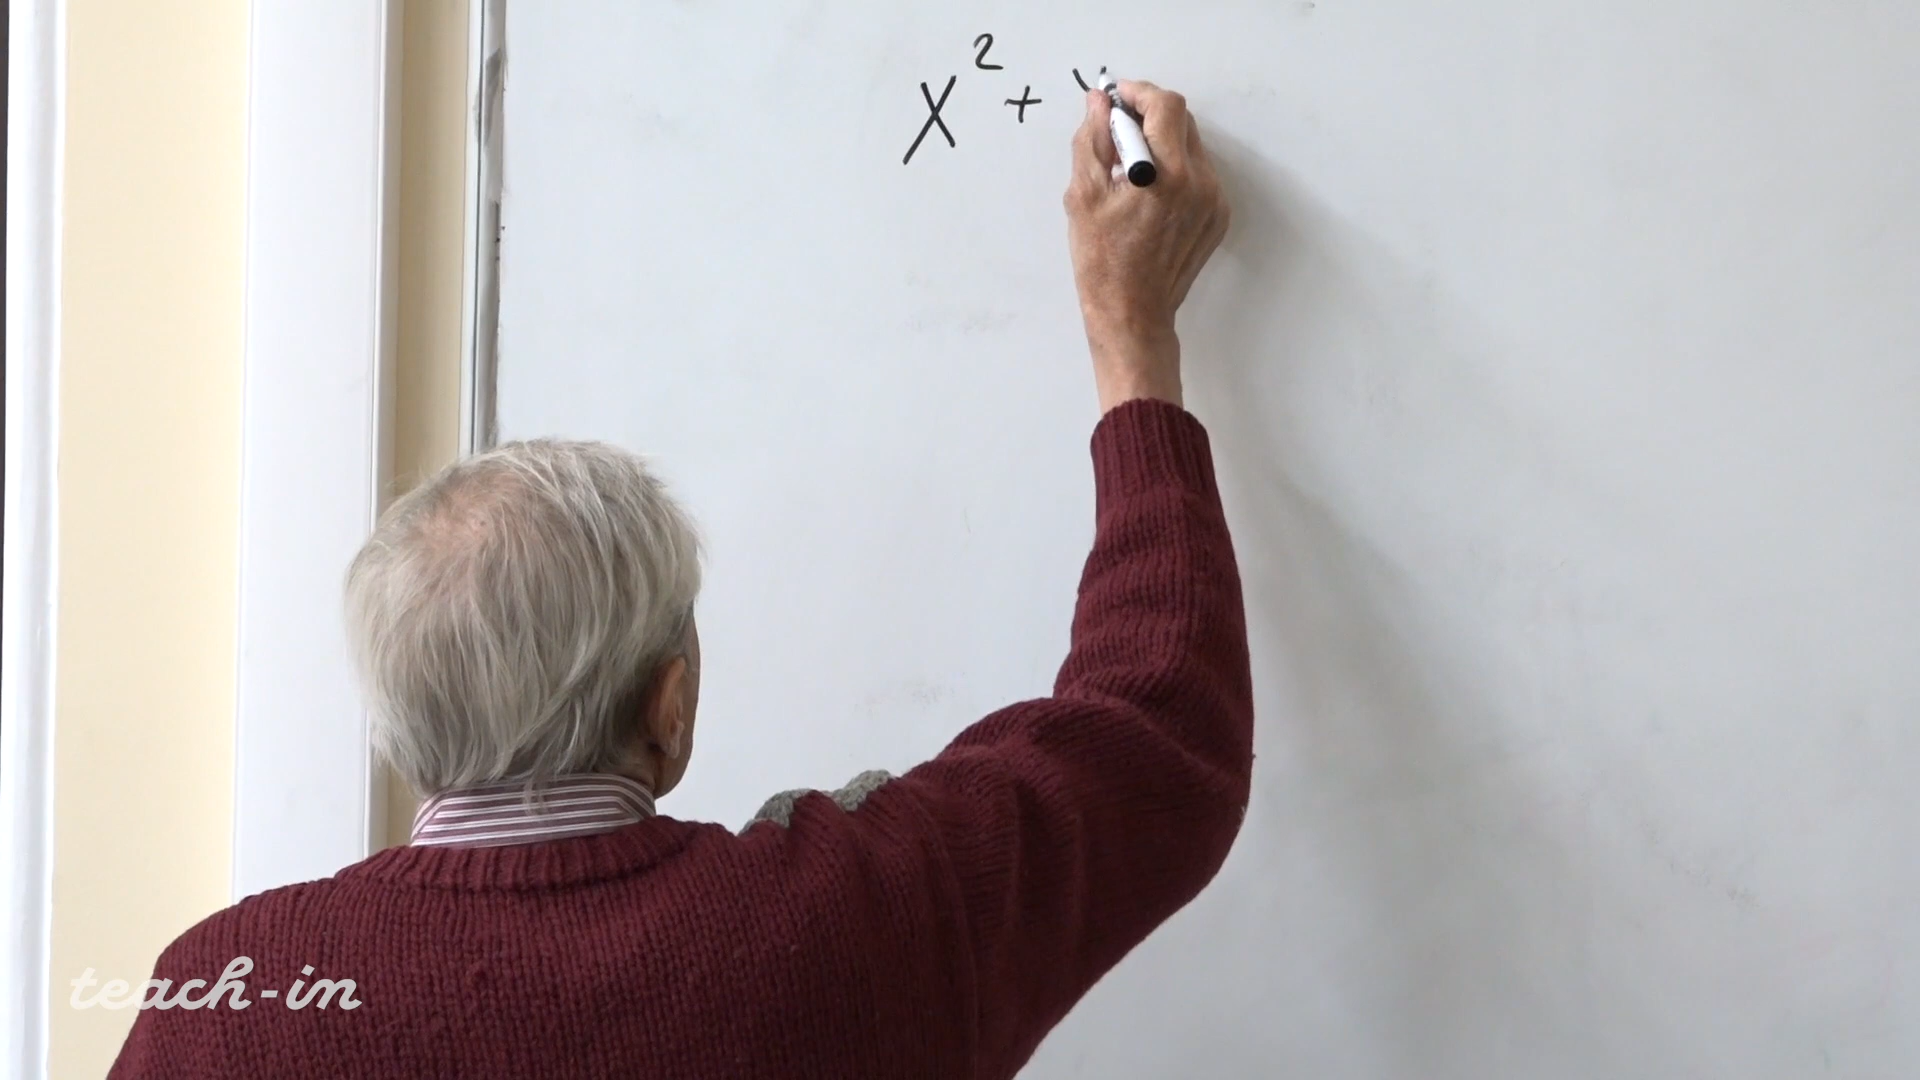 x² +
teach-in